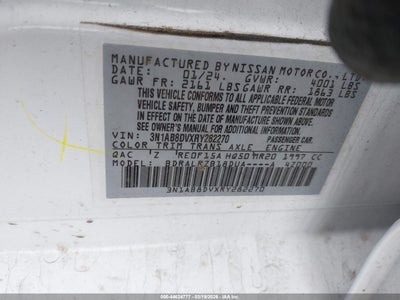 MANUFACTURED BY NISSAN MOTOR CO., LTD.
DATE: 01/24. GVWR: 4001 LBS
GAWR FR: 2161 LBS GAWR RR: 1863 LBS
THIS VEHICLE CONFORMS TO ALL APPLICABLE FEDERAL MOTOR
VEHICLE SAFETY, BUMPER AND THEFT PREVENTION STANDARDS
IN EFFECT ON THE DATE OF MANUFACTURE SHOWN ABOVE.
SEE OWNER'S MANUAL FOR ADDITIONAL INFORMATION.
VIN: 3N1AB8DVXRY282270 PASSENGER CAR.
COLOR TRIM TRANS AXLE ENGINE
QAC 'Z 'RE0F15A HQ50 MR20 1997 CC
MODEL: BDRALRZB18DUA-----A
3N1AB8DVXRY282270